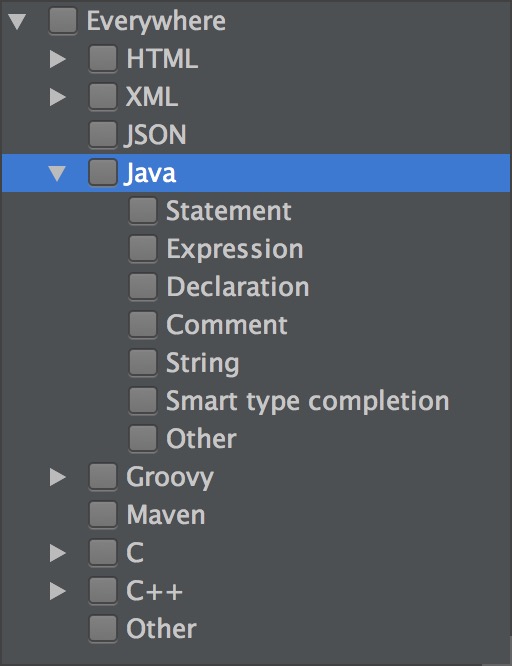 Everywhere
HTML
XML
JSON
Java
Statement
Expression
Declaration
Comment
String
Smart type completion
Other
Groovy
Maven
C
C++
Other